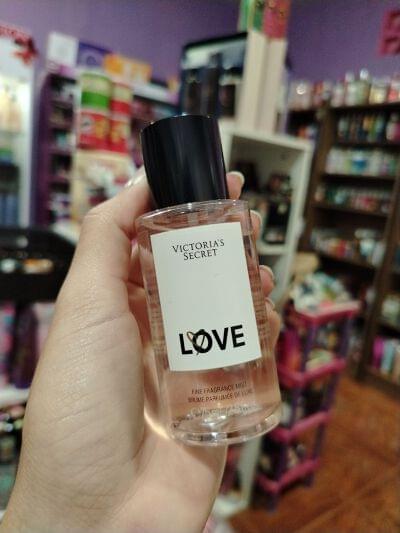 VICTORIA'S
SECRET
LOVE
FINE FRAGRANCE MIST
BRUME PARFUMÉE DE LUXE